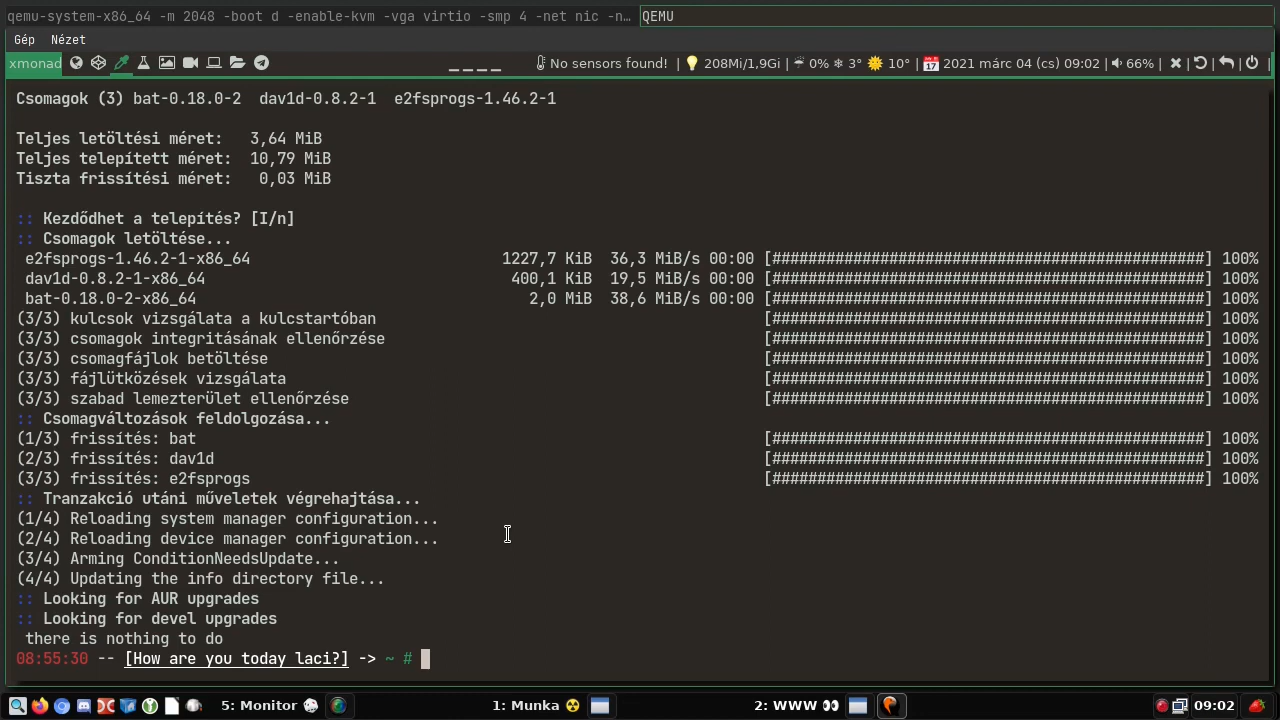 qemu-system-x86_64 -m 2048 -boot d -enable-kvm -vga virtio -smp 4 -net nic -n… QEMU
Gép Nézet
xmonad No sensors found! | 208Mi/1,9Gi | 0% 3° 10° | 2021 márc 04 (cs) 09:02 | 66% | | | |
Csomagok (3) bat-0.18.0-2 dav1d-0.8.2-1 e2fsprogs-1.46.2-1
Teljes letöltési méret: 3,64 MiB
Teljes telepített méret: 10,79 MiB
Tiszta frissítési méret: 0,03 MiB
:: Kezdődhet a telepítés? [I/n]
:: Csomagok letöltése...
e2fsprogs-1.46.2-1-x86_64 1227,7 KiB 36,3 MiB/s 00:00 [################################################] 100%
dav1d-0.8.2-1-x86_64 400,1 KiB 19,5 MiB/s 00:00 [################################################] 100%
bat-0.18.0-2-x86_64 2,0 MiB 38,6 MiB/s 00:00 [################################################] 100%
(3/3) kulcsok vizsgálata a kulcstartóban [################################################] 100%
(3/3) csomagok integritásának ellenőrzése [################################################] 100%
(3/3) csomagfájlok betöltése [################################################] 100%
(3/3) fájlütközések vizsgálata [################################################] 100%
(3/3) szabad lemezterület ellenőrzése [################################################] 100%
:: Csomagváltozások feldolgozása...
(1/3) frissítés: bat [################################################] 100%
(2/3) frissítés: dav1d [################################################] 100%
(3/3) frissítés: e2fsprogs [################################################] 100%
:: Tranzakció utáni műveletek végrehajtása...
(1/4) Reloading system manager configuration...
(2/4) Reloading device manager configuration...
(3/4) Arming ConditionNeedsUpdate...
(4/4) Updating the info directory file...
:: Looking for AUR upgrades
:: Looking for devel upgrades
there is nothing to do
08:55:30 -- [How are you today laci?] -> ~ #
5: Monitor 1: Munka 2: WWW 09:02